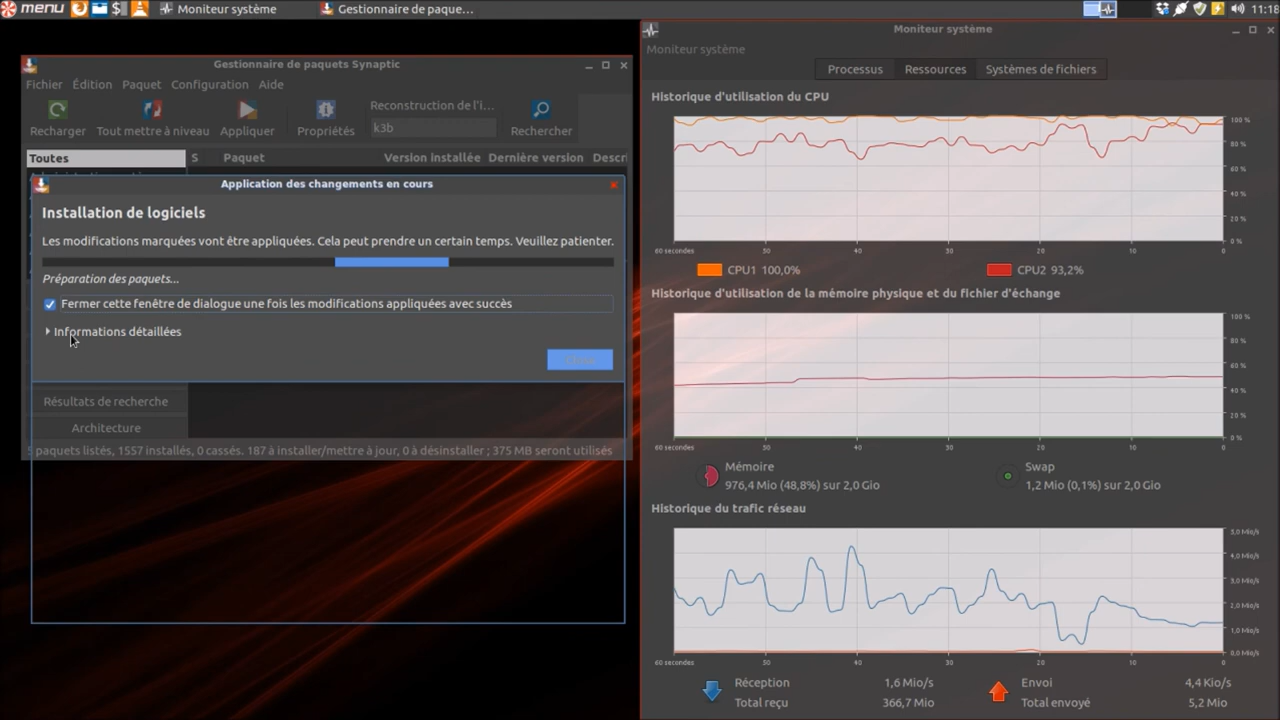 menu
Moniteur système
Gestionnaire de paque...
11:18
Gestionnaire de paquets Synaptic
Fichier Édition Paquet Configuration Aide
Recharger
Tout mettre à niveau
Appliquer
Propriétés
Reconstruction de l'i...
k3b
Rechercher
Toutes
S Paquet Version installée Dernière version Descr
Application des changements en cours
Installation de logiciels
Les modifications marquées vont être appliquées. Cela peut prendre un certain temps. Veuillez patienter.
Préparation des paquets...
Fermer cette fenêtre de dialogue une fois les modifications appliquées avec succès
Informations détaillées
Résultats de recherche
Architecture
paquets listés, 1557 installés, 0 cassés. 187 à installer/mettre à jour, 0 à désinstaller ; 375 MB seront utilisés
Moniteur système
Moniteur système
Processus Ressources Systèmes de fichiers
Historique d'utilisation du CPU
100 %
80 %
60 %
40 %
20 %
0 %
60 secondes 50 40 30 20 10 0
CPU1 100,0%
CPU2 93,2%
Historique d'utilisation de la mémoire physique et du fichier d'échange
100 %
80 %
60 %
40 %
20 %
0 %
60 secondes 50 40 30 20 10 0
Mémoire
976,4 Mio (48,8%) sur 2,0 Gio
Swap
1,2 Mio (0,1%) sur 2,0 Gio
Historique du trafic réseau
5,0 Mio/s
4,0 Mio/s
3,0 Mio/s
2,0 Mio/s
1,0 Mio/s
0,0 Mio/s
60 secondes 50 40 30 20 10 0
Réception 1,6 Mio/s
Total reçu 366,7 Mio
Envoi 4,4 Kio/s
Total envoyé 5,2 Mio